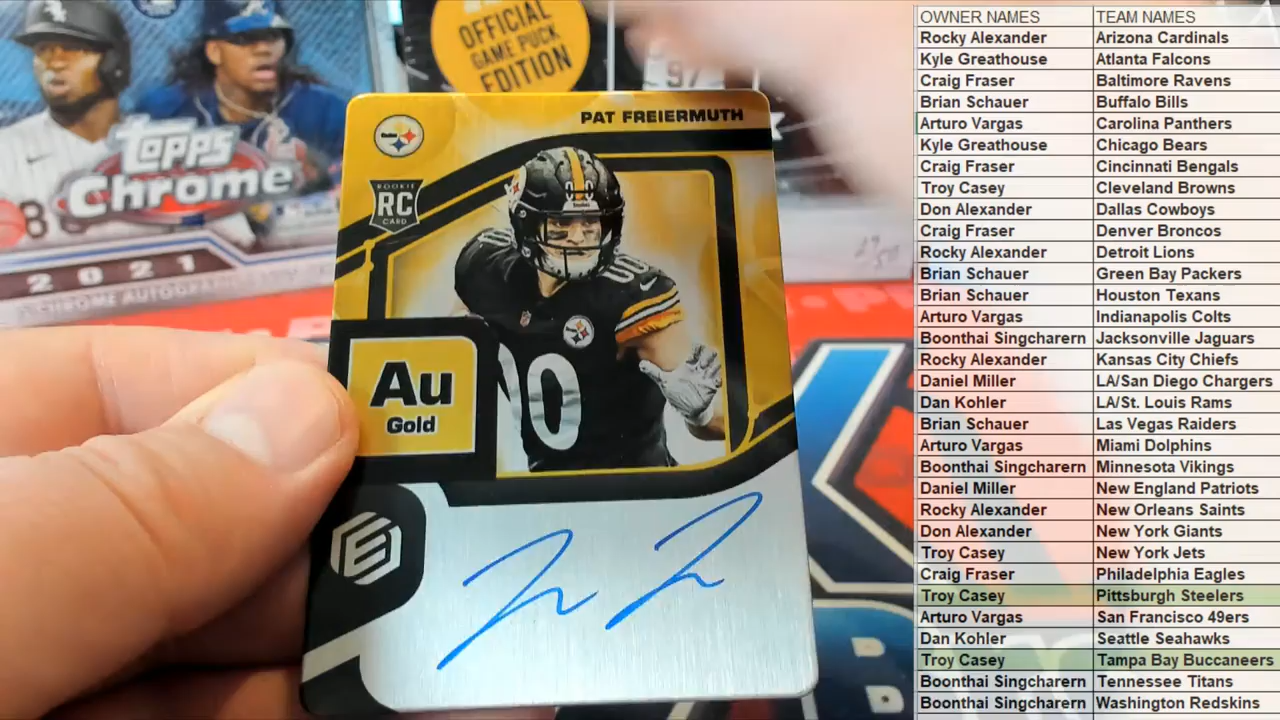 OFFICIAL
GAME PUCK
EDITION
Topps
Chrome
2021
CHROME AUTOGRAPH
PAT FREIERMUTH
Steelers
ROOKIE
RC
CARD
00
00
Au
Gold
E
OWNER NAMES TEAM NAMES
Rocky Alexander Arizona Cardinals
Kyle Greathouse Atlanta Falcons
Craig Fraser Baltimore Ravens
Brian Schauer Buffalo Bills
Arturo Vargas Carolina Panthers
Kyle Greathouse Chicago Bears
Craig Fraser Cincinnati Bengals
Troy Casey Cleveland Browns
Don Alexander Dallas Cowboys
Craig Fraser Denver Broncos
Rocky Alexander Detroit Lions
Brian Schauer Green Bay Packers
Brian Schauer Houston Texans
Arturo Vargas Indianapolis Colts
Boonthai Singcharern Jacksonville Jaguars
Rocky Alexander Kansas City Chiefs
Daniel Miller LA/San Diego Chargers
Dan Kohler LA/St. Louis Rams
Brian Schauer Las Vegas Raiders
Arturo Vargas Miami Dolphins
Boonthai Singcharern Minnesota Vikings
Daniel Miller New England Patriots
Rocky Alexander New Orleans Saints
Don Alexander New York Giants
Troy Casey New York Jets
Craig Fraser Philadelphia Eagles
Troy Casey Pittsburgh Steelers
Arturo Vargas San Francisco 49ers
Dan Kohler Seattle Seahawks
Troy Casey Tampa Bay Buccaneers
Boonthai Singcharern Tennessee Titans
Boonthai Singcharern Washington Redskins